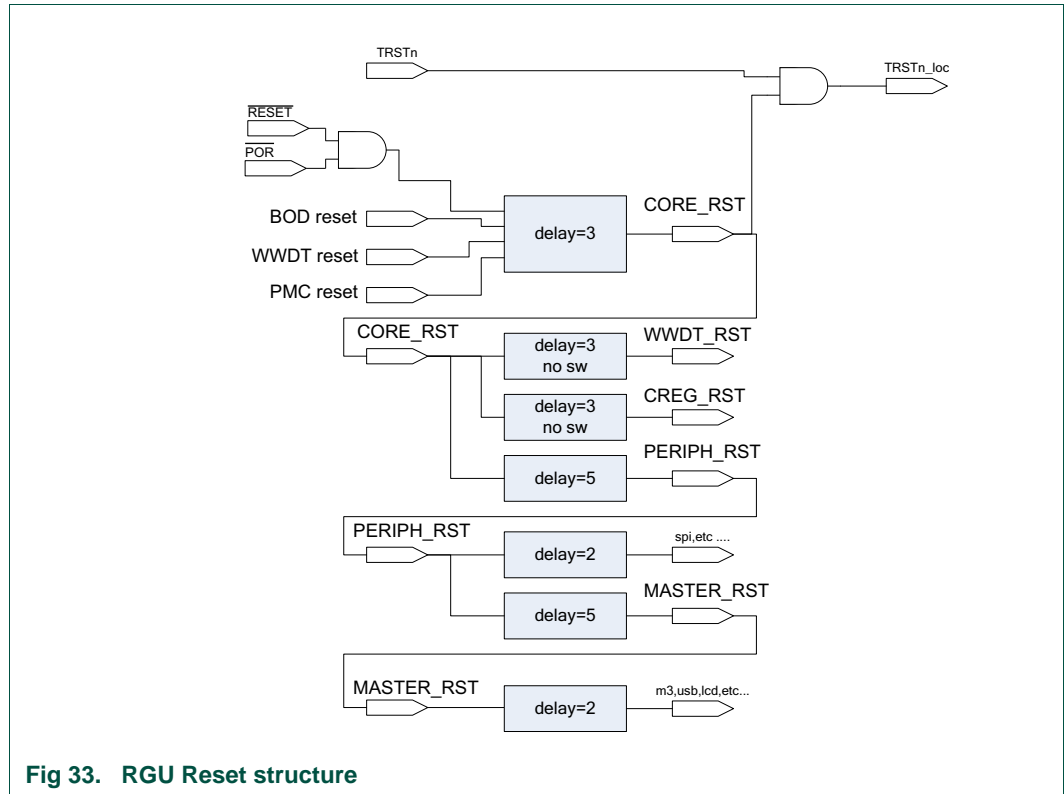 TRSTn
TRSTn_loc
RESET
POR
BOD reset
WWDT reset
PMC reset
delay=3
CORE_RST
CORE_RST
delay=3
no sw
WWDT_RST
delay=3
no sw
CREG_RST
delay=5
PERIPH_RST
PERIPH_RST
delay=2
spi,etc ....
delay=5
MASTER_RST
MASTER_RST
delay=2
m3,usb,lcd,etc...
Fig 33. RGU Reset structure